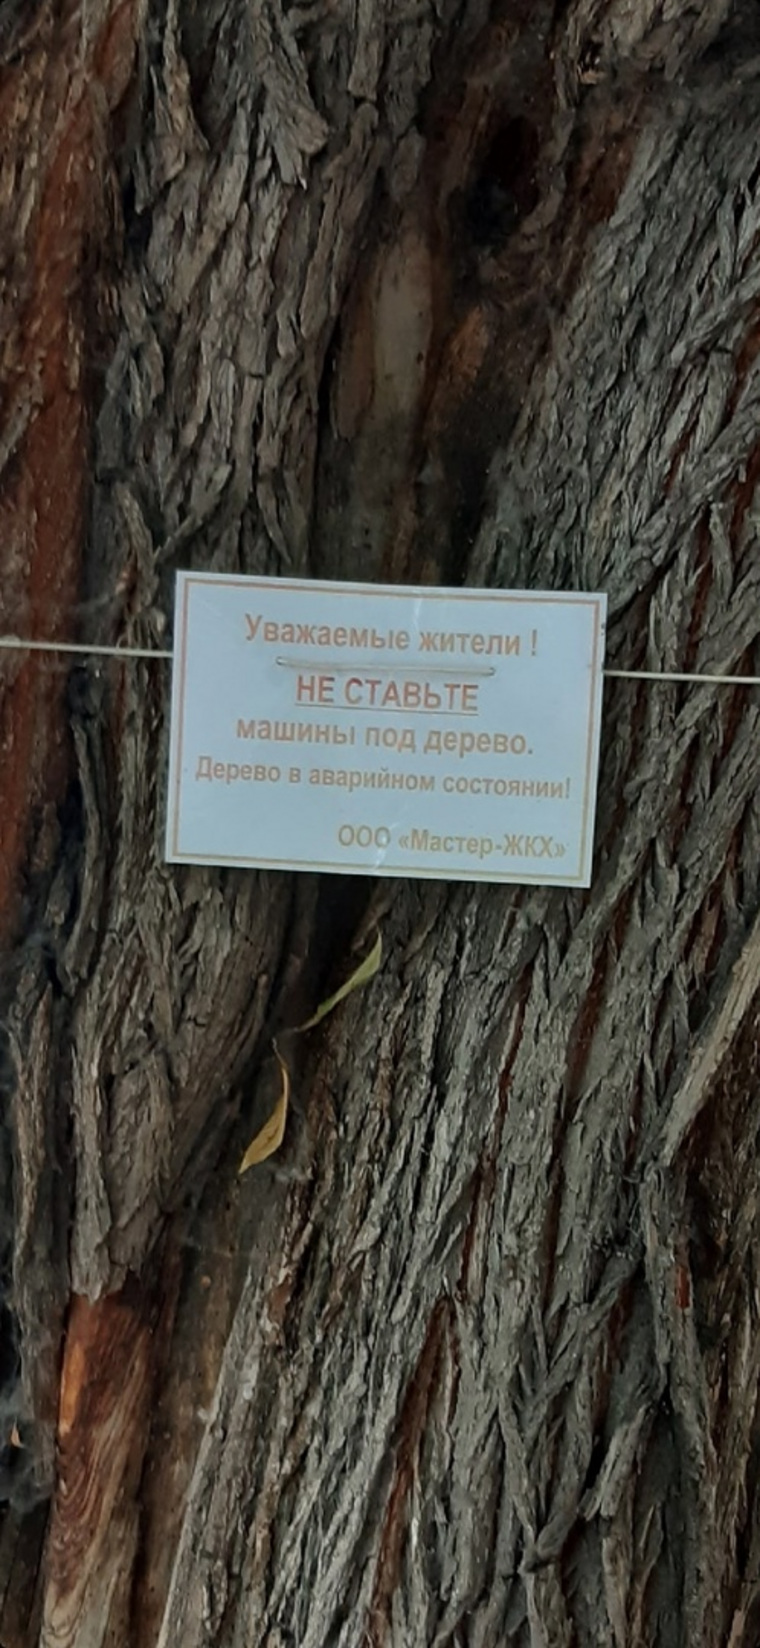 Уважаемые жители !
НЕ СТАВЬТЕ
машины под дерево.
Дерево в аварийном состоянии!
ООО «Мастер-ЖКХ»